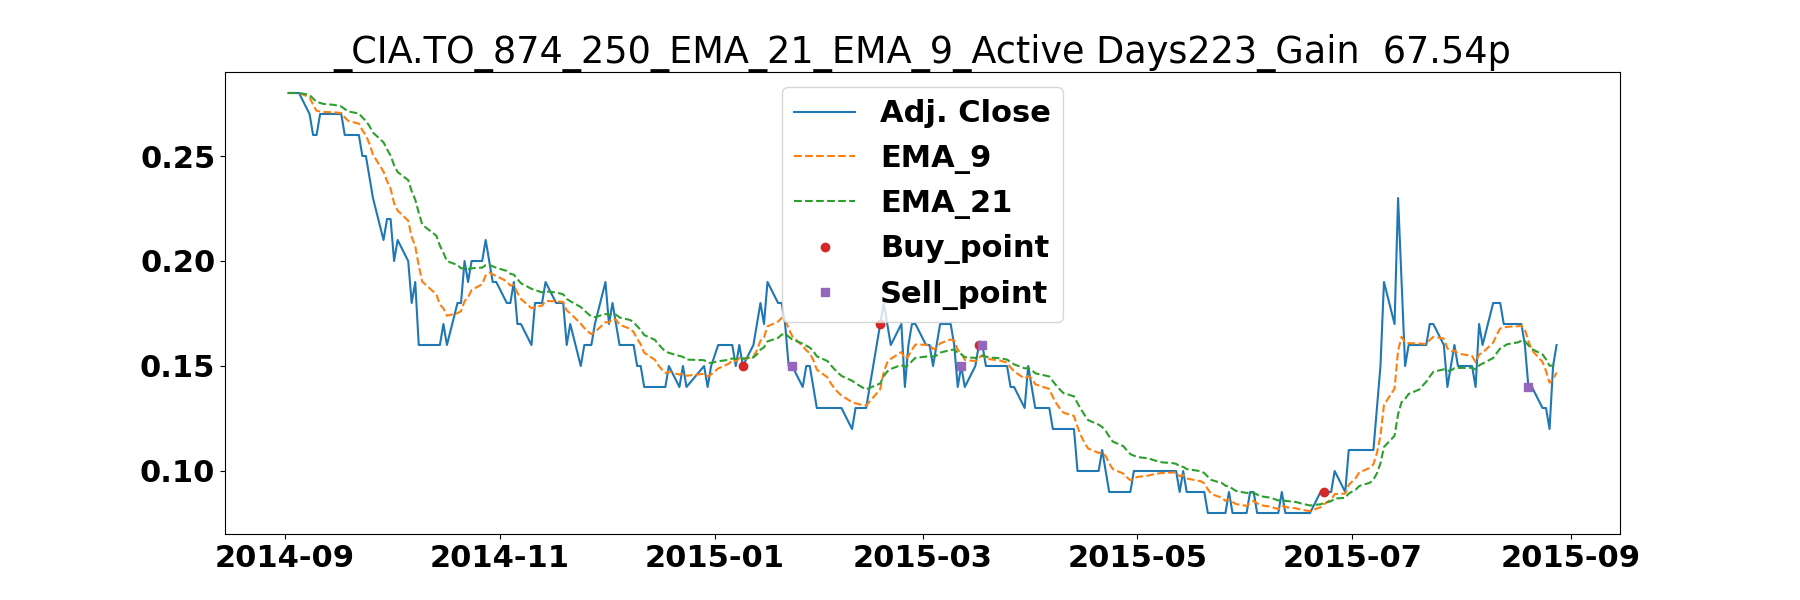 _CIA.TO_874_250_EMA_21_EMA_9_Active Days223_Gain  67.54p
Adj. Close
EMA_9
EMA_21
Buy_point
Sell_point
0.25
0.20
0.15
0.10
2014-09 2014-11 2015-01 2015-03 2015-05 2015-07 2015-09